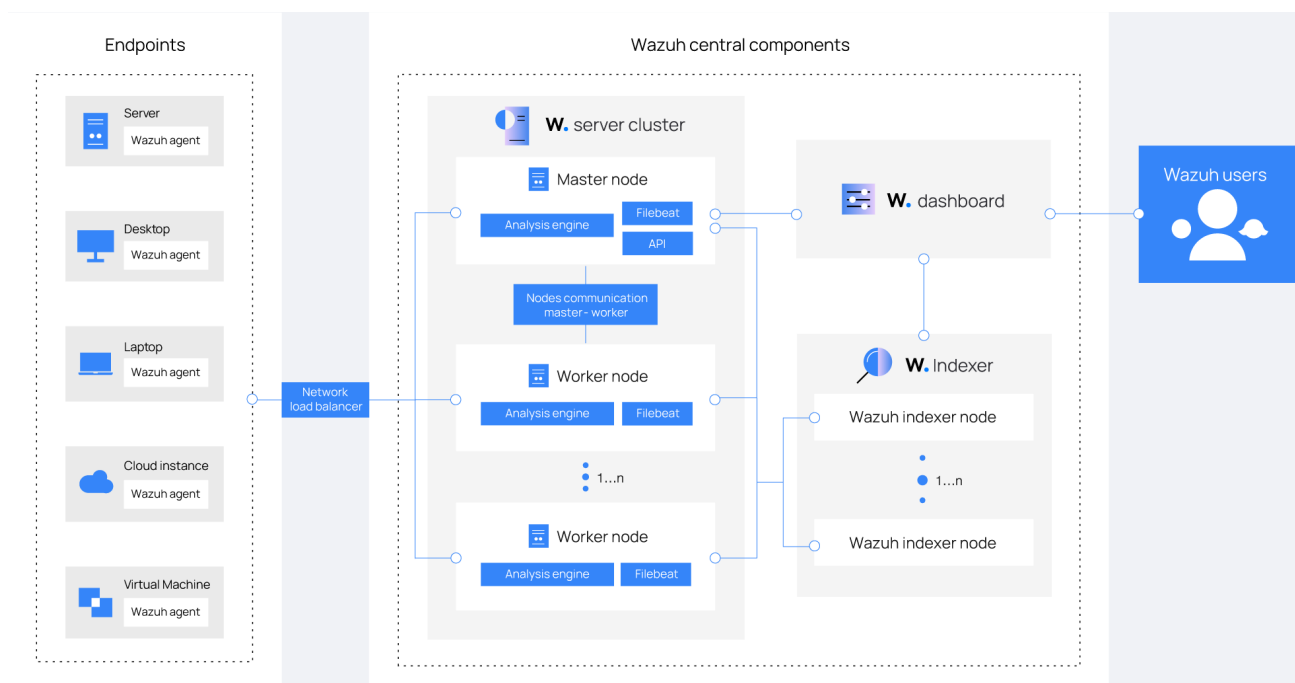 Endpoints
Server
Wazuh agent
Desktop
Wazuh agent
Laptop
Wazuh agent
Cloud instance
Wazuh agent
Virtual Machine
Wazuh agent
Network
load balancer
Wazuh central components
W. server cluster
Master node
Analysis engine
Filebeat
API
Nodes communication
master- worker
Worker node
Analysis engine
Filebeat
1...n
Worker node
Analysis engine
Filebeat
W. dashboard
W. Indexer
Wazuh indexer node
1...n
Wazuh indexer node
Wazuh users